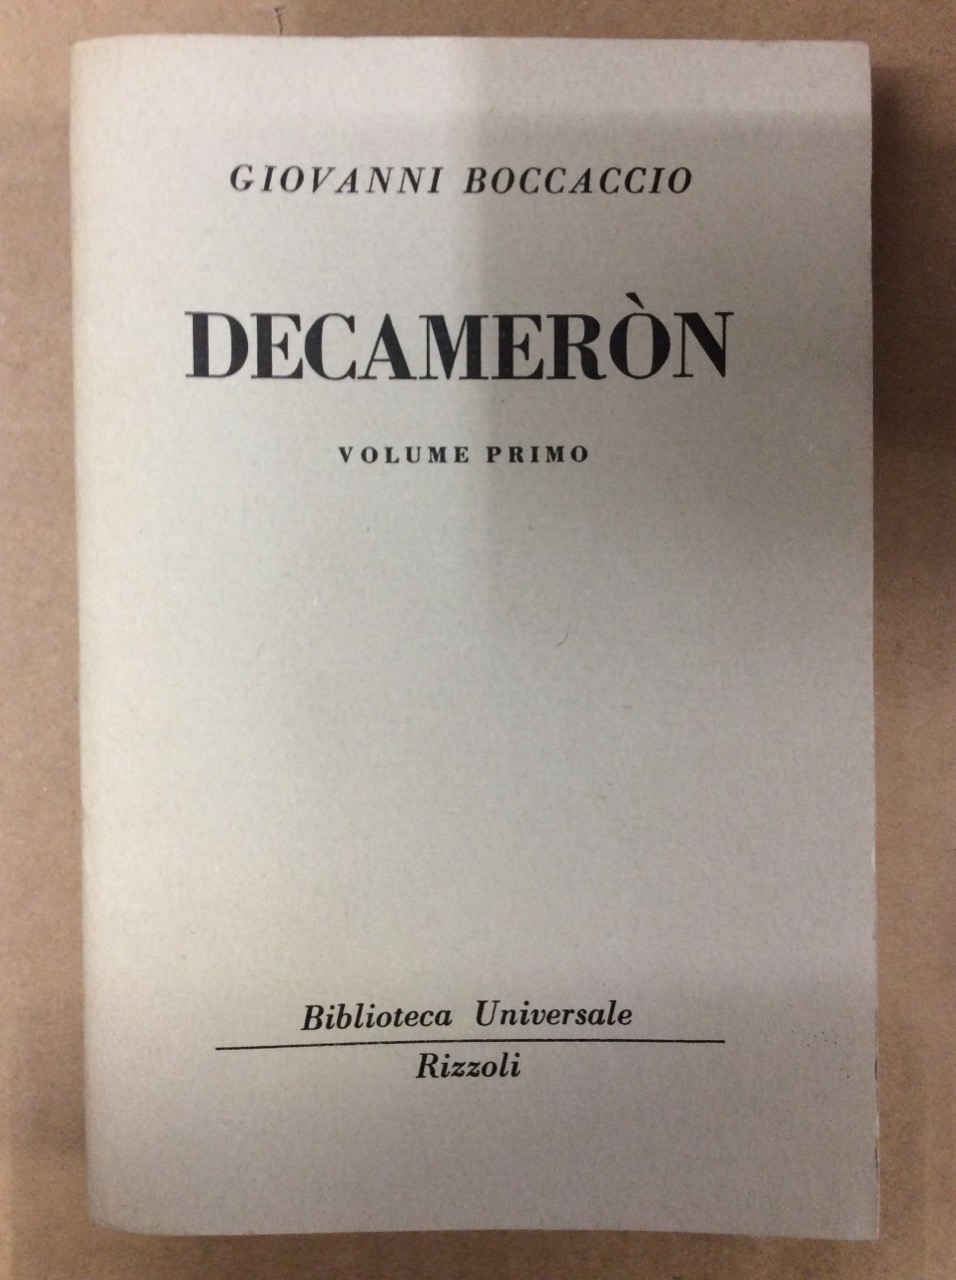 GIOVANNI BOCCACCIO
DECAMERÒN
VOLUME PRIMO
Biblioteca Universale
Rizzoli